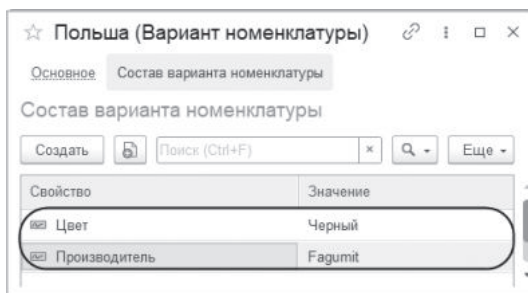 Польша (Вариант номенклатуры)
Основное Состав варианта номенклатуры
Состав варианта номенклатуры
Создать Поиск (Ctrl+F) × Еще
Свойство Значение
Цвет Черный
Производитель Fagumit